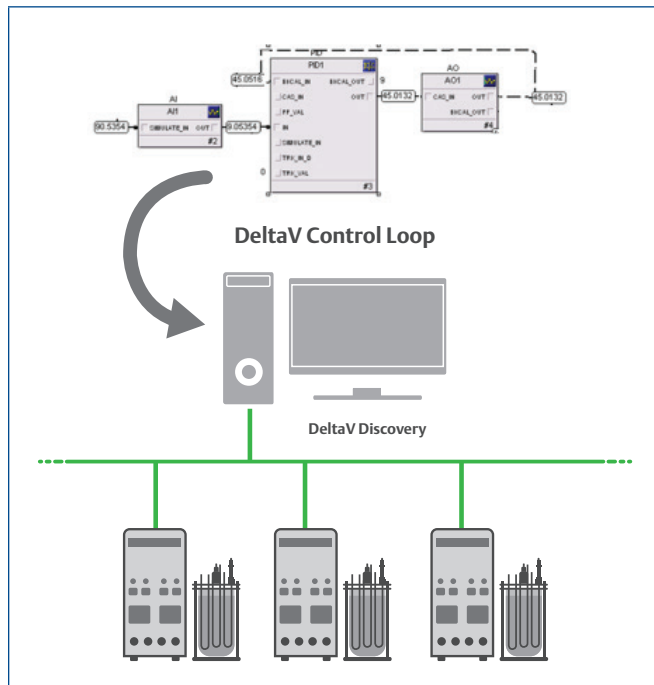 PID
PID1
45.0516
BKCAL_IN BKCAL_OUT 9
CAS_IN OUT 45.0132
FF_VAL
IN
SIMULATE_IN
TRK_IN_D
0 TRK_VAL
#3
AO
AO1
CAS_IN OUT 45.0132
BKCAL_OUT
#4
AI
AI1
90.5354 SIMULATE_IN OUT 9.05354
#2
DeltaV Control Loop
DeltaV Discovery